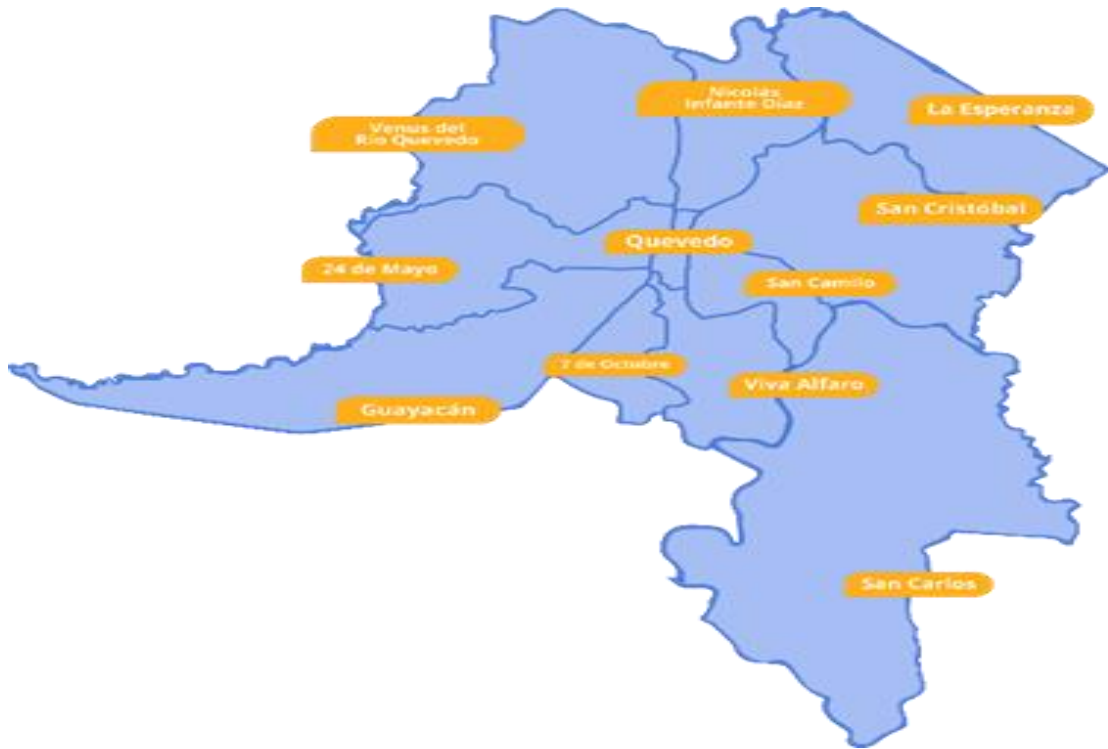 Nicolás
Infante Díaz
La Esperanza
Venus del
Río Quevedo
San Cristóbal
Quevedo
24 de Mayo
San Camilo
7 de Octubre
Viva Alfaro
Guayacán
San Carlos